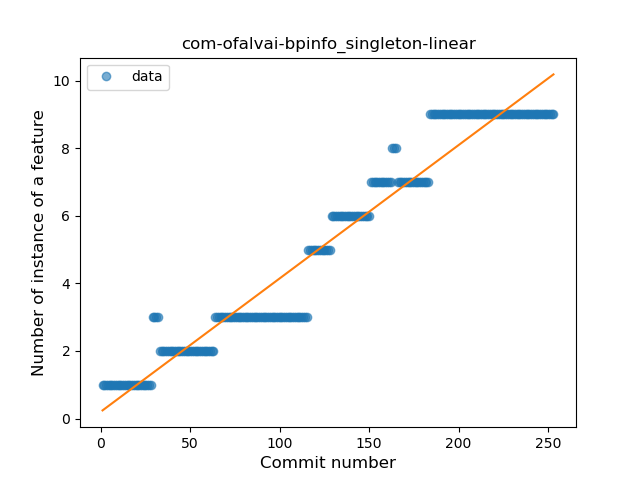 com-ofalvai-bpinfo_singleton-linear
data
Number of instance of a feature
10
8
6
4
2
0
0 50 100 150 200 250
Commit number